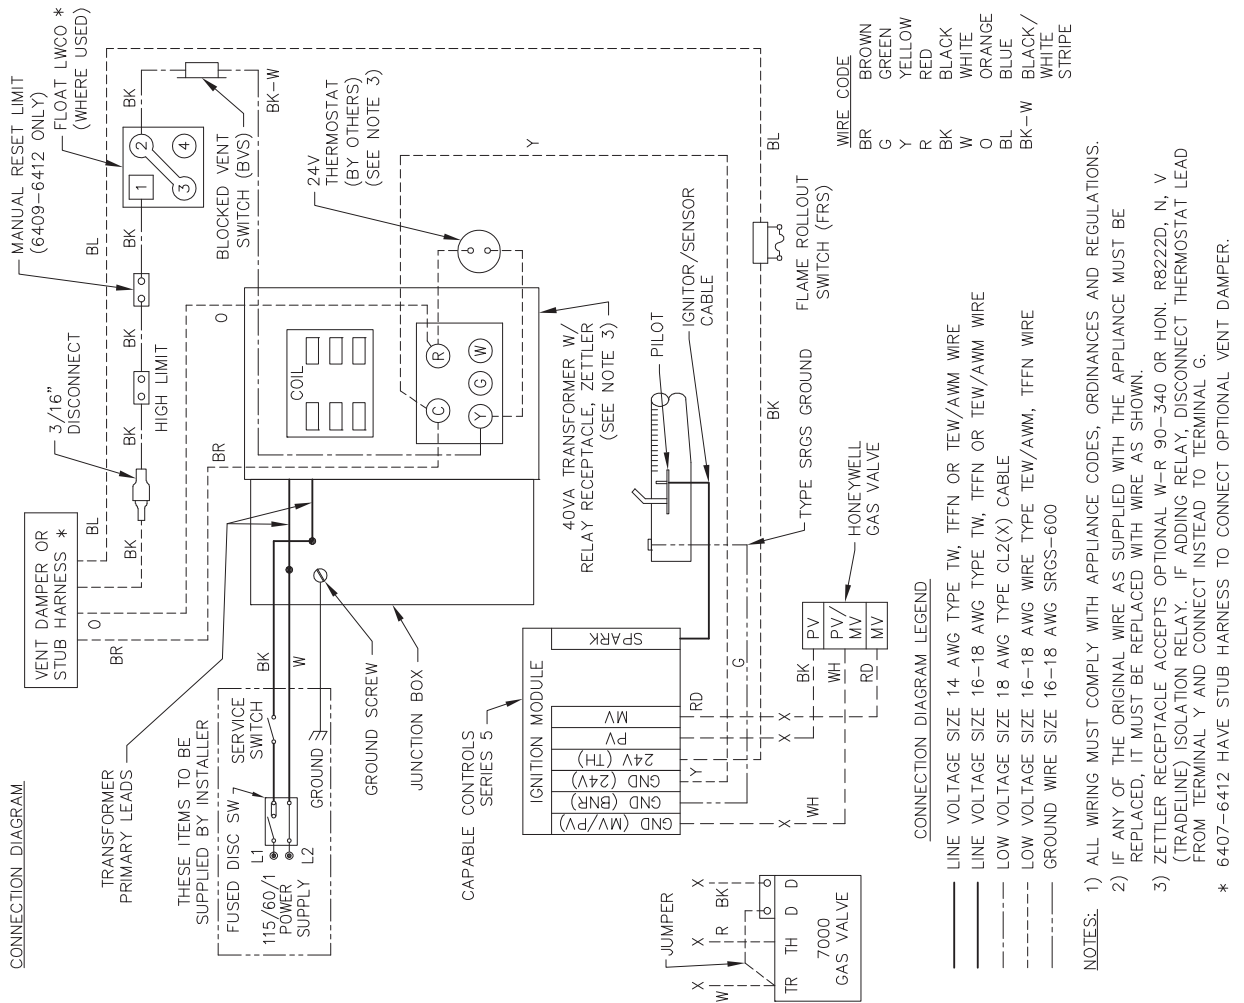 CONNECTION DIAGRAM
VENT DAMPER OR
STUB HARNESS *
BR
O
BL
BK
3/16"
DISCONNECT
BK
HIGH LIMIT
BK
MANUAL RESET LIMIT
(6409-6412 ONLY)
BK
FLOAT LWCO *
(WHERE USED)
1
2
3
4
BK
BLOCKED VENT
SWITCH (BVS)
BK-W
BL
BR
O
TRANSFORMER
PRIMARY LEADS
THESE ITEMS TO BE
SUPPLIED BY INSTALLER
FUSED DISC SW
SERVICE
SWITCH
BK
W
L1
L2
115/60/1
POWER
SUPPLY
GROUND
GROUND SCREW
JUNCTION BOX
COIL
C
R
Y
G
W
24V
THERMOSTAT
(BY OTHERS)
(SEE NOTE 3)
40VA TRANSFORMER W/
RELAY RECEPTACLE, ZETTLER
(SEE NOTE 3)
Y
CAPABLE CONTROLS
SERIES 5
IGNITION MODULE
GND (MV/PV)
GND (BNR)
GND (24V)
24V (TH)
PV
MV
SPARK
PILOT
IGNITOR/SENSOR
CABLE
TYPE SRGS GROUND
FLAME ROLLOUT
SWITCH (FRS)
BL
BK
RD
Y
G
X
X
X
WH
BK
WH
RD
PV
PV/
MV
MV
HONEYWELL
GAS VALVE
JUMPER
X
X
X
W
R
BK
TR
TH
D
D
7000
GAS VALVE
WIRE CODE
BR BROWN
G GREEN
Y YELLOW
R RED
BK BLACK
W WHITE
O ORANGE
BL BLUE
BK-W BLACK/
WHITE
STRIPE
CONNECTION DIAGRAM LEGEND
LINE VOLTAGE SIZE 14 AWG TYPE TW, TFFN OR TEW/AWM WIRE
LINE VOLTAGE SIZE 16-18 AWG TYPE TW, TFFN OR TEW/AWM WIRE
LOW VOLTAGE SIZE 18 AWG TYPE CL2(X) CABLE
LOW VOLTAGE SIZE 16-18 AWG WIRE TYPE TEW/AWM, TFFN WIRE
GROUND WIRE SIZE 16-18 AWG SRGS-600
NOTES: 1) ALL WIRING MUST COMPLY WITH APPLIANCE CODES, ORDINANCES AND REGULATIONS.
2) IF ANY OF THE ORIGINAL WIRE AS SUPPLIED WITH THE APPLIANCE MUST BE
REPLACED, IT MUST BE REPLACED WITH WIRE AS SHOWN.
3) ZETTLER RECEPTACLE ACCEPTS OPTIONAL W-R 90-340 OR HON. R8222D, N, V
(TRADELINE) ISOLATION RELAY. IF ADDING RELAY, DISCONNECT THERMOSTAT LEAD
FROM TERMINAL Y AND CONNECT INSTEAD TO TERMINAL G.
* 6407-6412 HAVE STUB HARNESS TO CONNECT OPTIONAL VENT DAMPER.